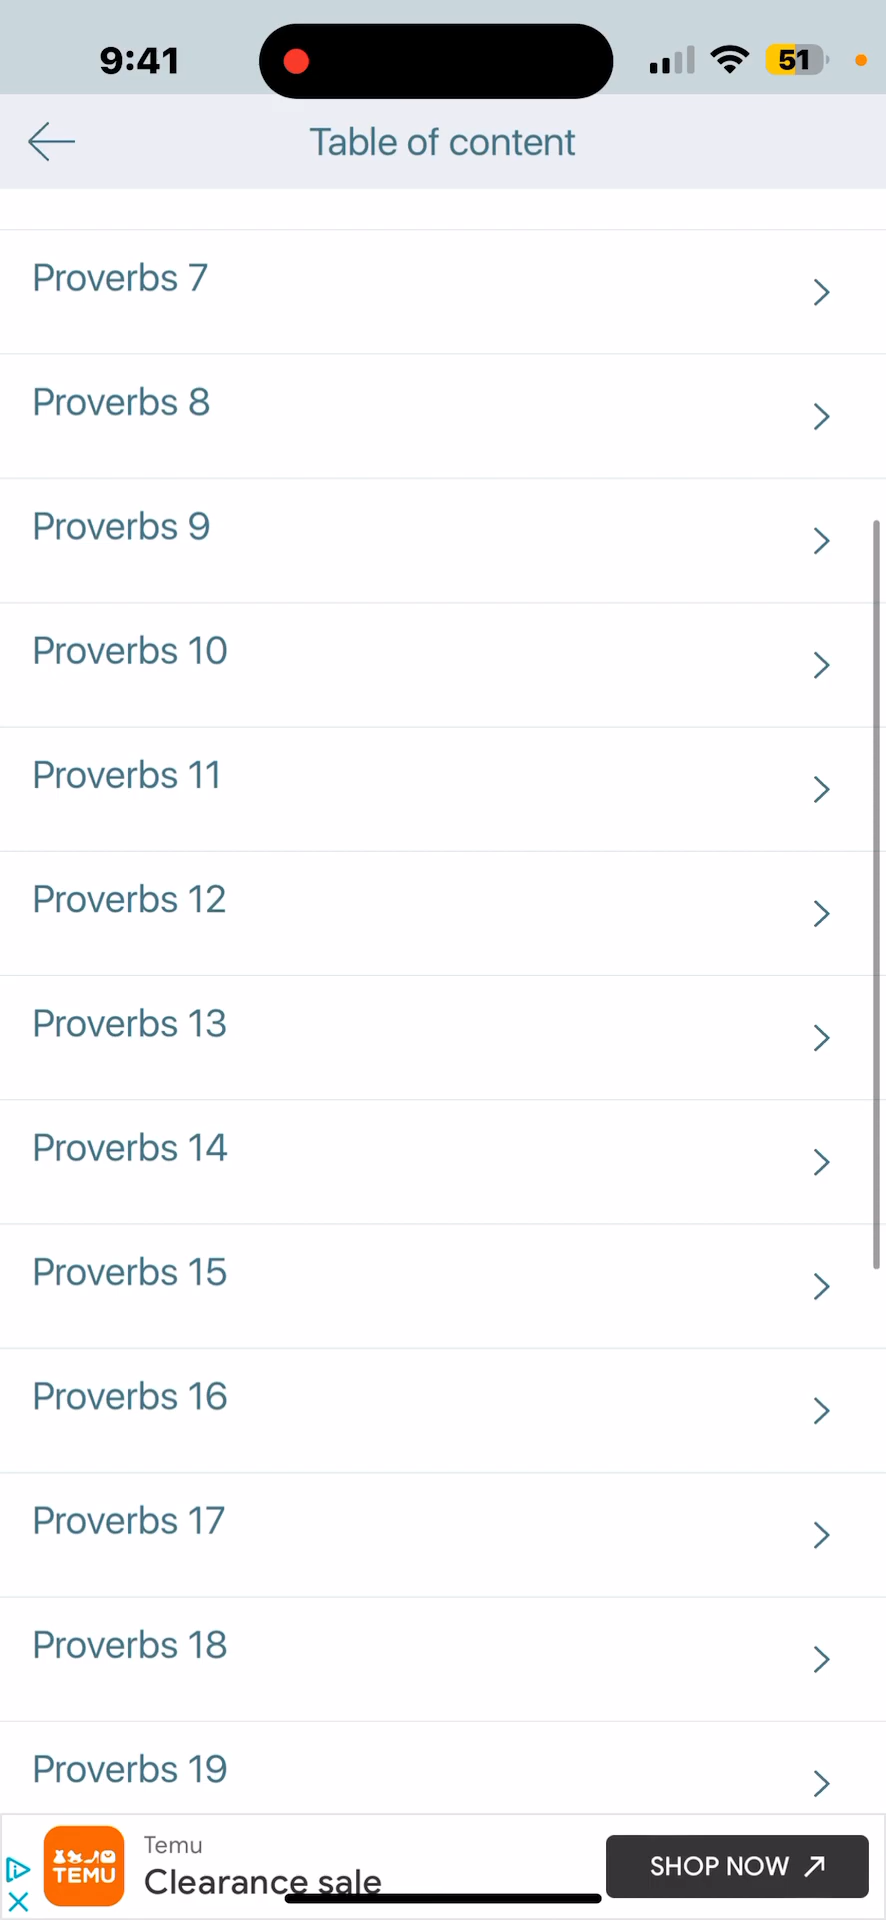 9:41
51
Table of content
Proverbs 7
Proverbs 8
Proverbs 9
Proverbs 10
Proverbs 11
Proverbs 12
Proverbs 13
Proverbs 14
Proverbs 15
Proverbs 16
Proverbs 17
Proverbs 18
Proverbs 19
TEMU
Temu
Clearance sale
SHOP NOW